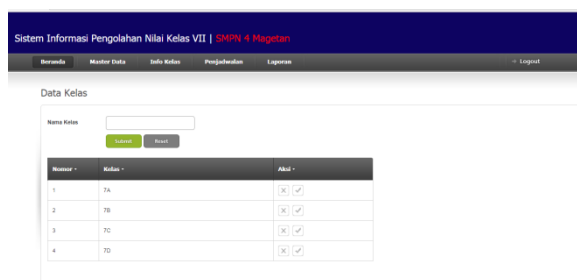 Sistem Informasi Pengolahan Nilai Kelas VII | SMPN 4 Magetan
Beranda Master Data Info Kelas Penjadwalan Laporan Logout
Data Kelas
Nama Kelas
Submit Reset
Nomor Kelas Aksi
1 7A
2 7B
3 7C
4 7D